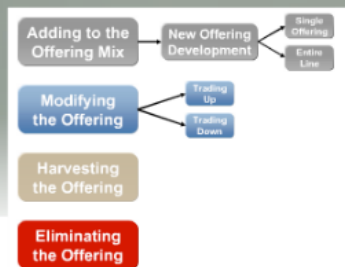 Adding to the
Offering Mix
New Offering
Development
Single
Offering
Entire
Line
Modifying
the Offering
Trading
Up
Trading
Down
Harvesting
the Offering
Eliminating
the Offering